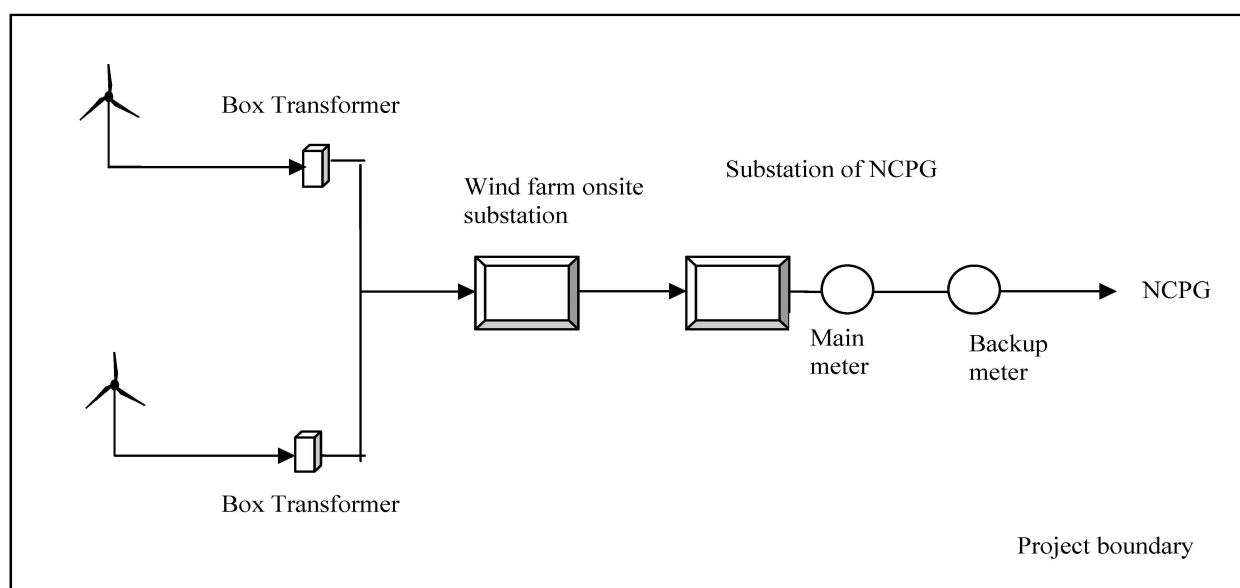 Box Transformer
Wind farm onsite
substation
Substation of NCPG
Main
meter
Backup
meter
NCPG
Box Transformer
Project boundary